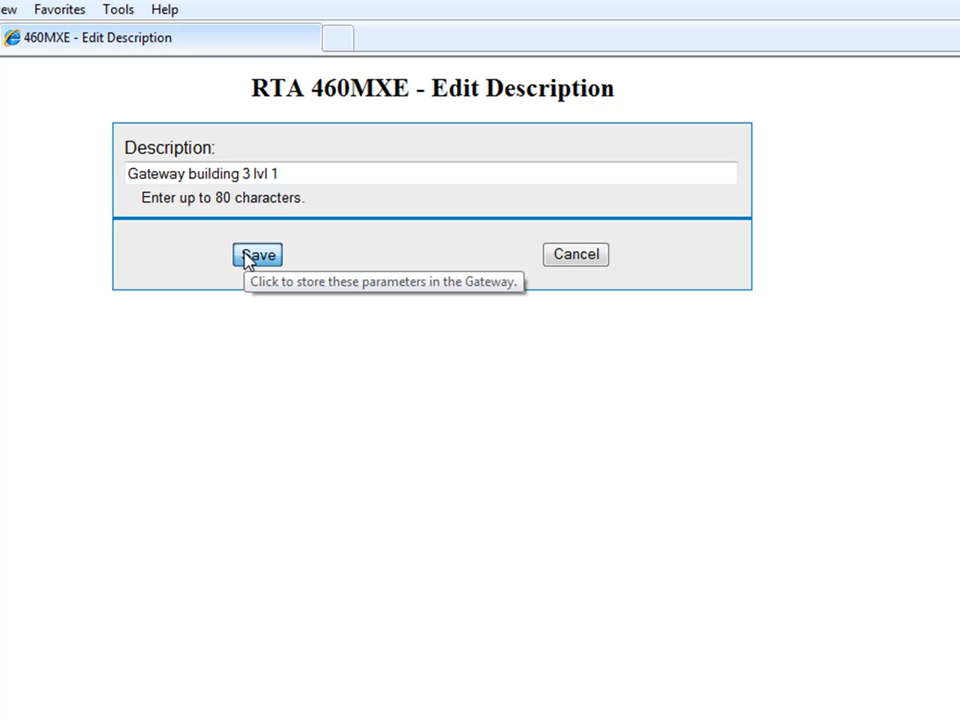 ew Favorites Tools Help
460MXE - Edit Description
RTA 460MXE - Edit Description
Description:
Gateway building 3 lvl 1
Enter up to 80 characters.
Save Cancel
Click to store these parameters in the Gateway.